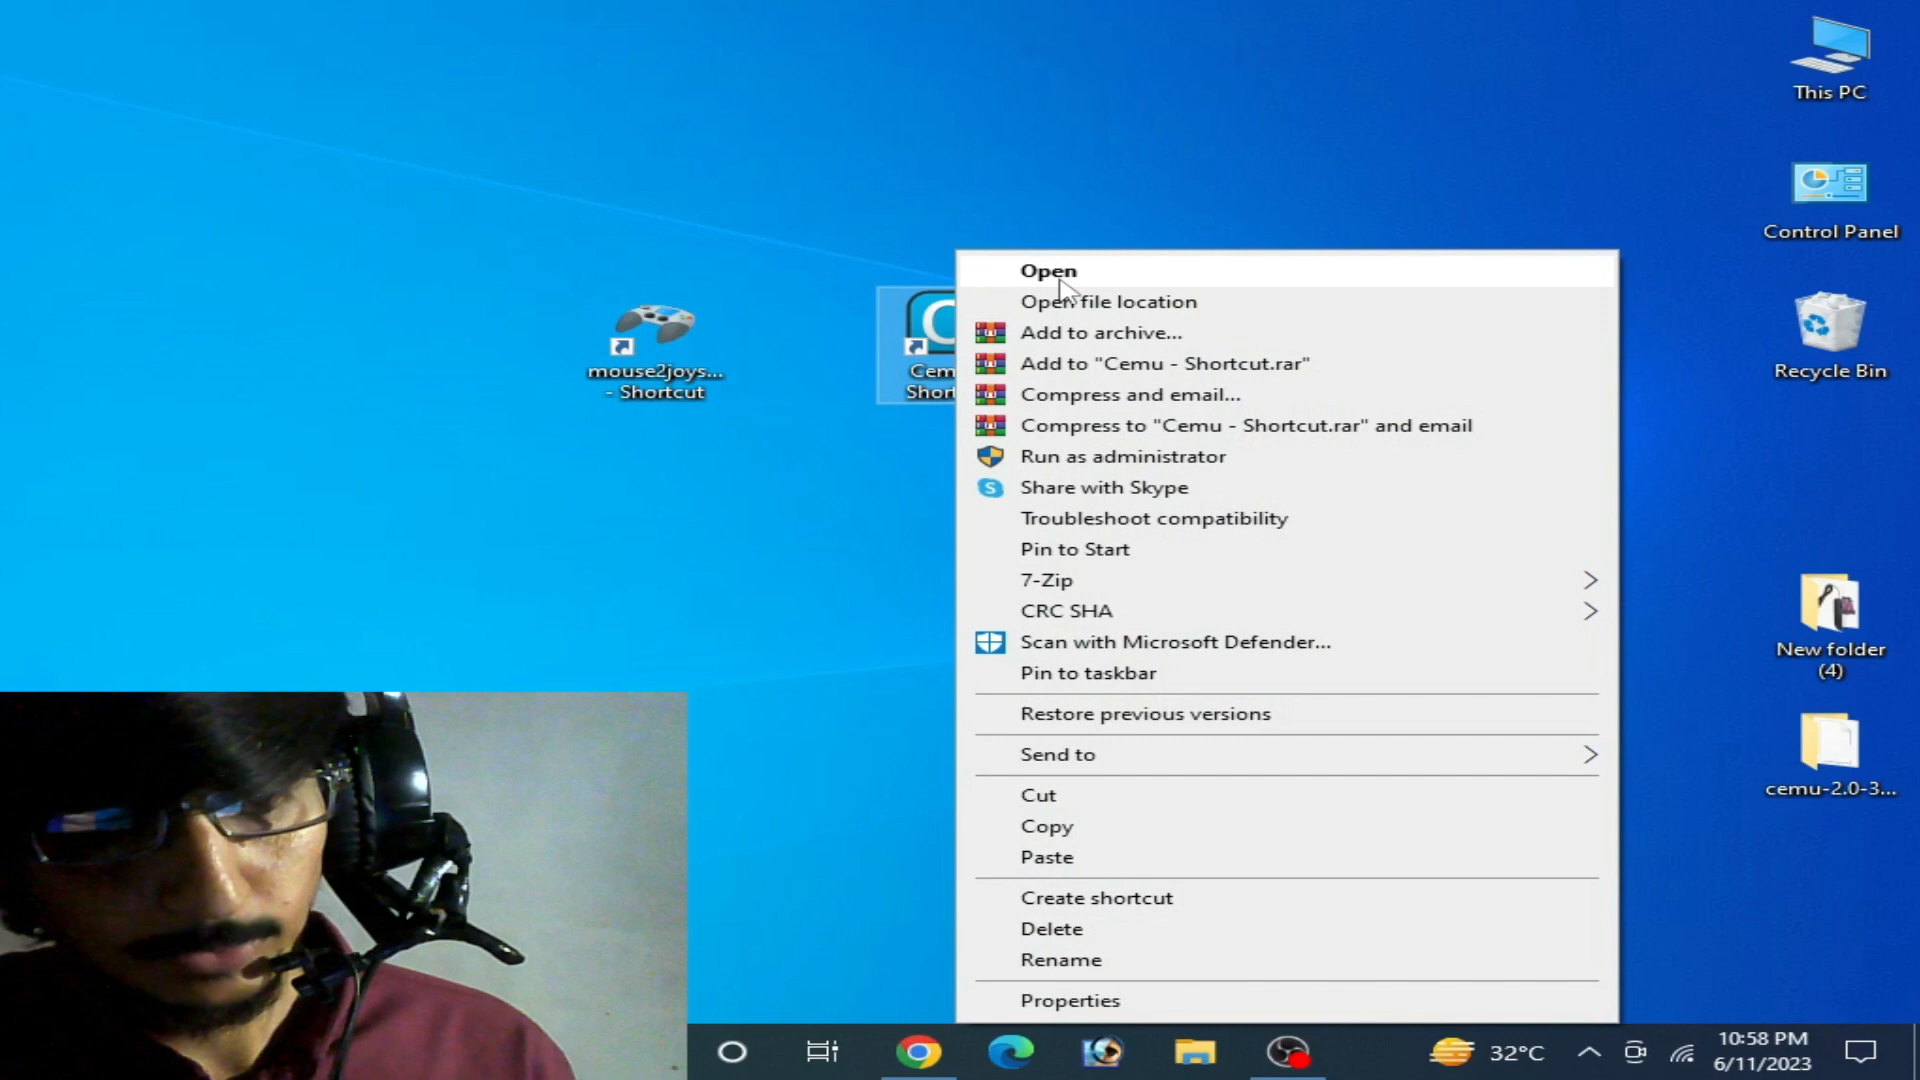 This PC
Control Panel
Recycle Bin
New folder
(4)
cemu-2.0-3...
mouse2joys...
- Shortcut
Open
Open file location
Add to archive...
Add to "Cemu - Shortcut.rar"
Compress and email...
Compress to "Cemu - Shortcut.rar" and email
Run as administrator
Share with Skype
Troubleshoot compatibility
Pin to Start
7-Zip
CRC SHA
Scan with Microsoft Defender...
Pin to taskbar
Restore previous versions
Send to
Cut
Copy
Paste
Create shortcut
Delete
Rename
Properties
32°C
10:58 PM
6/11/2023